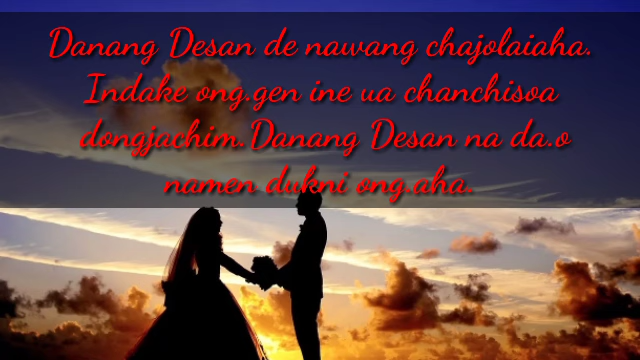 Danang Desan de nawang chajolaiaha.
Indake ong.gen ine ua chanchisoa
dongjachim.Danang Desan na da.o
namen dukni ong.aha.